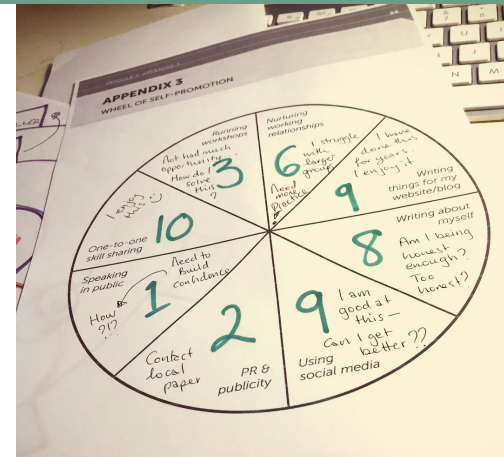 MODULE 7: APPENDIX 3
APPENDIX 3
WHEEL OF SELF-PROMOTION
Running
workshops
Not had much
opportunity
How do I
solve
this
?
3
Nurturing
working
relationships
6
I struggle
with
larger
groups
Need
more
Practice
I have
done this
for years.
I enjoy it
9
Writing
things for my
website/blog
Writing about
myself
8
Am I being
honest
enough?
Too
honest?
9
I am
good at
this –
Can I get
better??
Using
social media
2
Contact
local
paper
PR &
publicity
Speaking
in public
1
Need to
Build
confidence
How
?!?
One-to-one
skill sharing
10
I enjoy
this :)
U
I
N
M